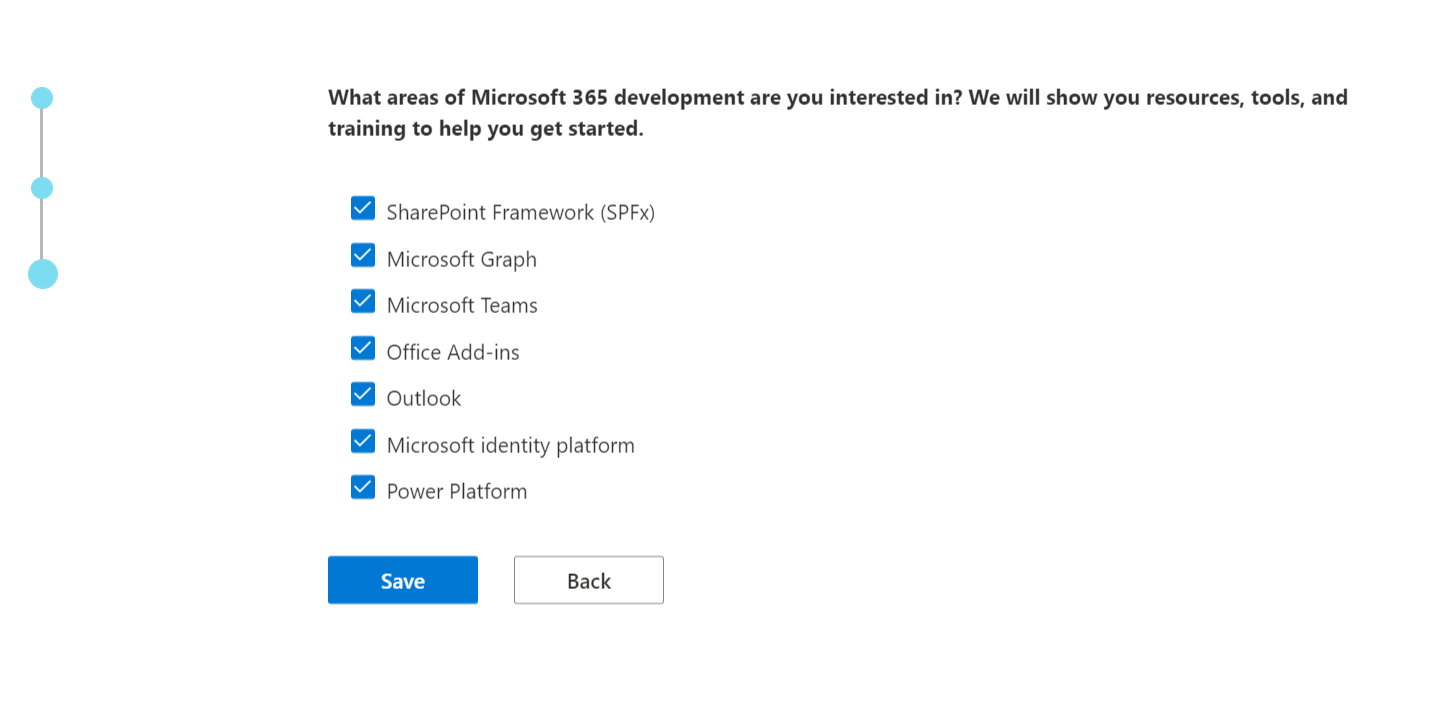 What areas of Microsoft 365 development are you interested in? We will show you resources, tools, and
training to help you get started.
SharePoint Framework (SPFx)
Microsoft Graph
Microsoft Teams
Office Add-ins
Outlook
Microsoft identity platform
Power Platform
Save
Back